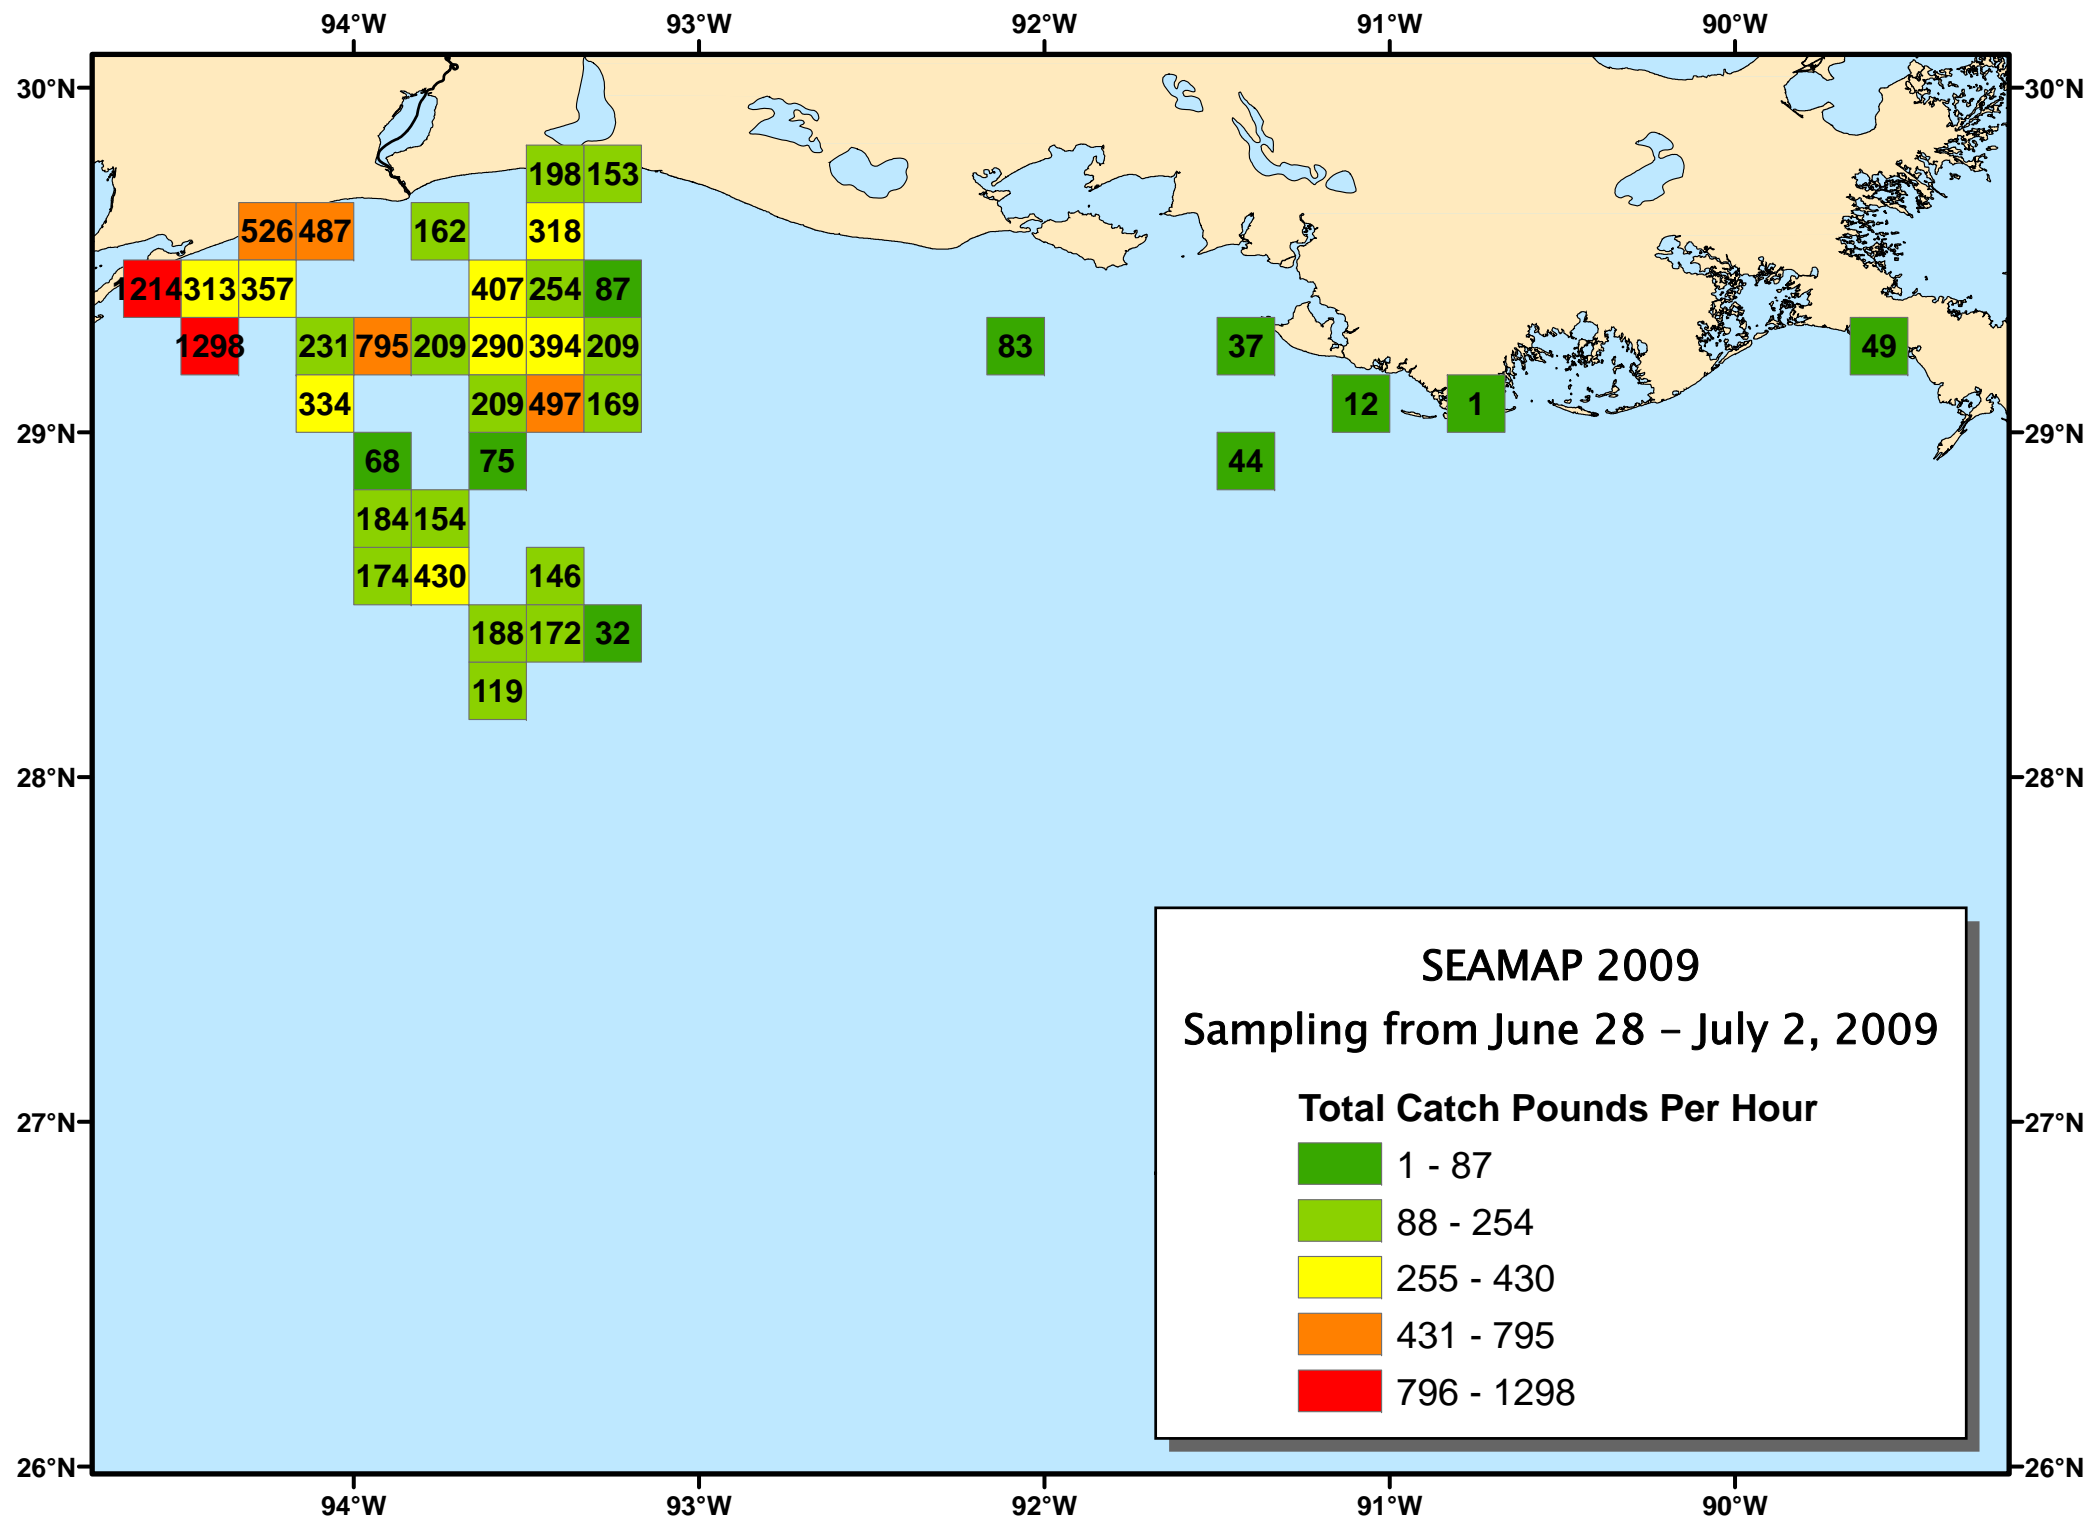 94°W 93°W 92°W 91°W 90°W
30°N 30°N
198 153
526 487 162 318
1214 313 357 407 254 87
1298 231 795 209 290 394 209 83 37 49
334 209 497 169 12 1
29°N 29°N
68 75 44
184 154
174 430 146
188 172 32
119
28°N 28°N
SEAMAP 2009
Sampling from June 28 – July 2, 2009
Total Catch Pounds Per Hour
27°N 27°N
1 - 87
88 - 254
255 - 430
431 - 795
796 - 1298
26°N 26°N
94°W 93°W 92°W 91°W 90°W